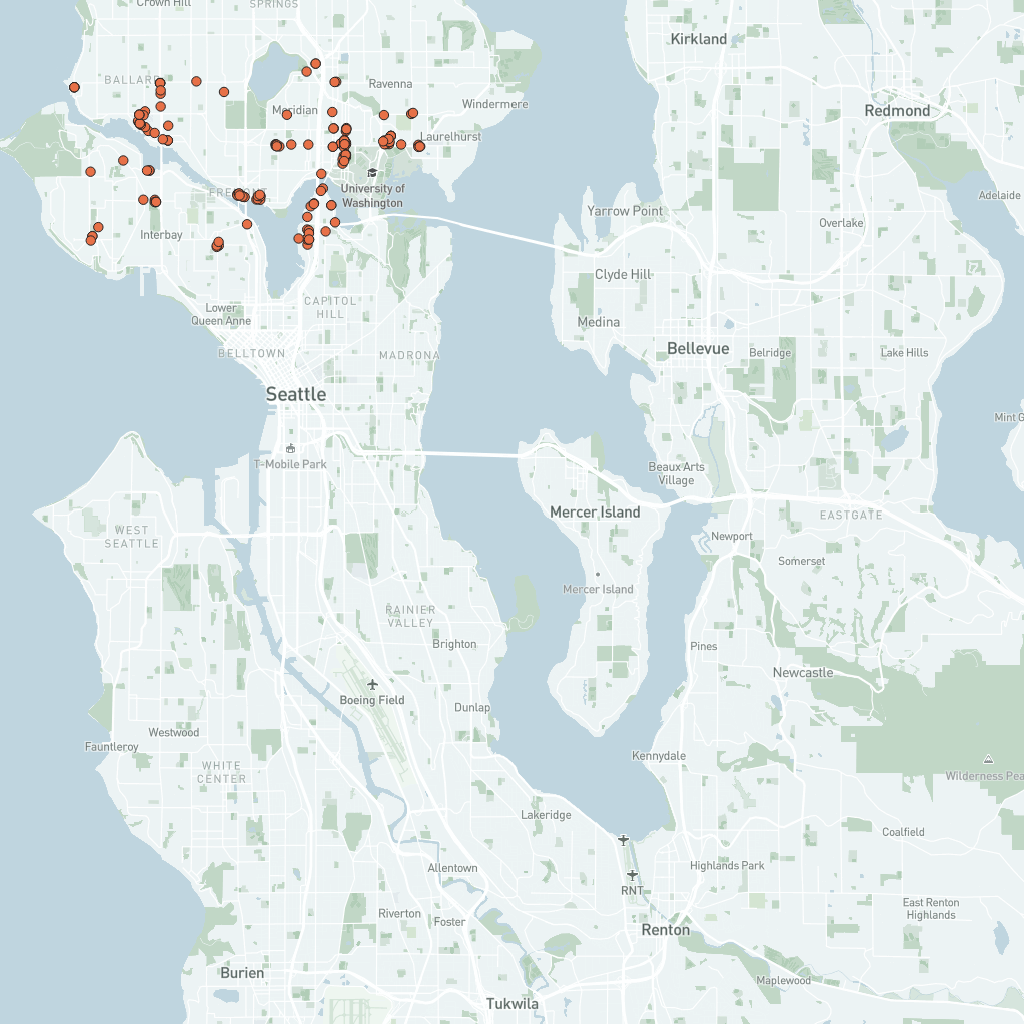 Crown Hill
SPRINGS
Kirkland
BALLARD
Ravenna
Meridian
Windermere
Redmond
Laurelhurst
FREMONT
University of
Washington
Adelaide
Yarrow Point
Overlake
Interbay
Clyde Hill
Lower
Queen Anne
CAPITOL
HILL
Medina
BELLTOWN
MADRONA
Bellevue
Belridge
Lake Hills
Seattle
Mint G
T-Mobile Park
Beaux Arts
Village
WEST
SEATTLE
Mercer Island
EASTGATE
Newport
Somerset
Mercer Island
RAINIER
VALLEY
Brighton
Pines
Newcastle
Boeing Field
Dunlap
Westwood
Fauntleroy
Kennydale
WHITE
CENTER
Wilderness Pea
Lakeridge
Coalfield
Allentown
Highlands Park
RNT
East Renton
Highlands
Riverton
Foster
Renton
Burien
Maplewood
Tukwila